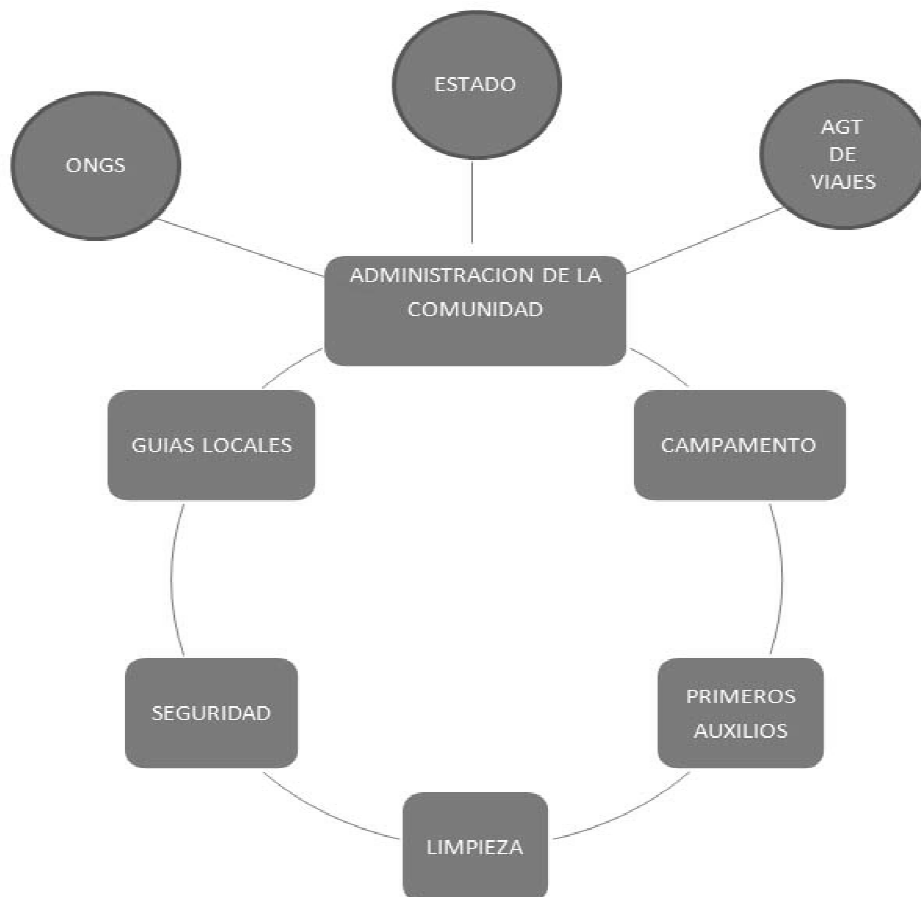 ESTADO
ONGS
AGT
DE
VIAJES
ADMINISTRACION DE LA
COMUNIDAD
GUIAS LOCALES
CAMPAMENTO
SEGURIDAD
PRIMEROS
AUXILIOS
LIMPIEZA